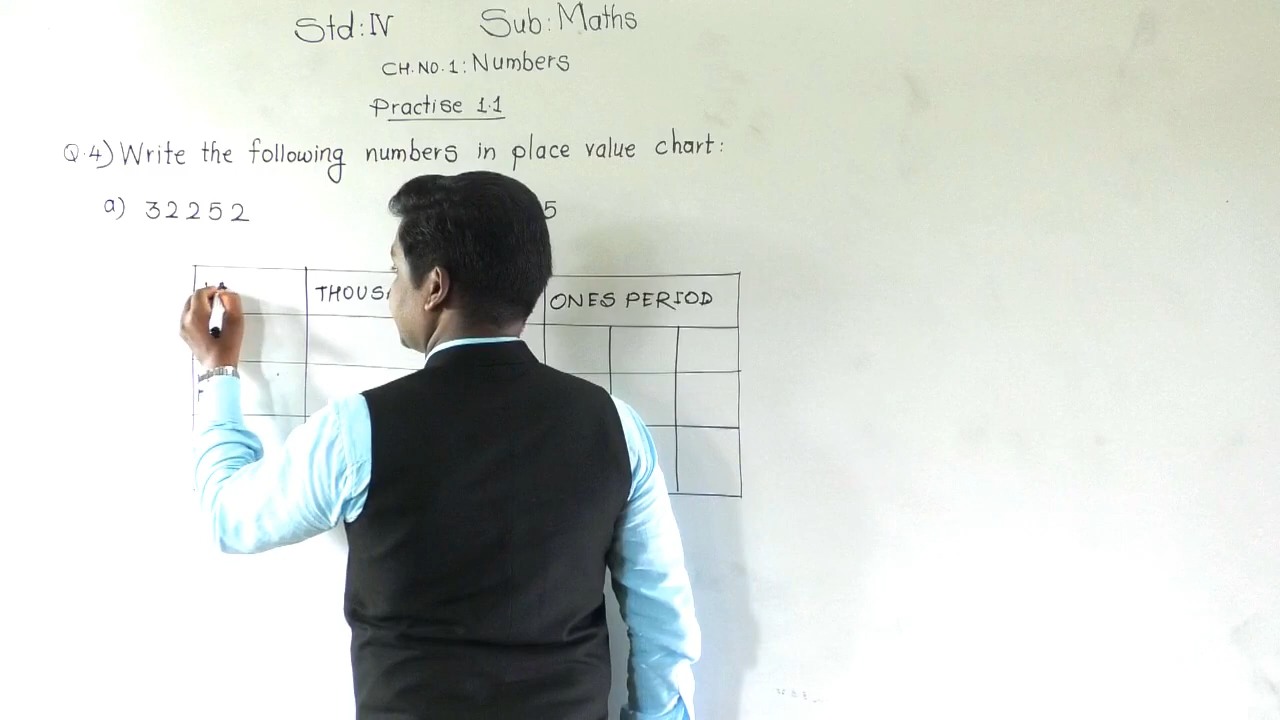 Std: IV Sub: Maths
CH. NO. 1: Numbers
Practise 1.1
Q.4) Write the following numbers in place value chart:
a) 32252 5
ONES PERIOD